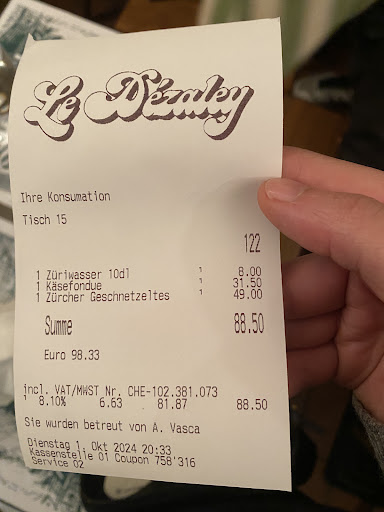 Le Dézaley
Ihre Konsumation
Tisch 15
122
1 Züriwasser 10dl 1 8.00
1 Käsefondue 1 31.50
1 Zürcher Geschnetzeltes 1 49.00
Summe 88.50
Euro 98.33
incl. VAT/MWST Nr. CHE-102.381.073
1 8.10% 6.63 81.87 88.50
Sie wurden betreut von A. Vasca
Dienstag 1. Okt 2024 20:33
Kassenstelle 01 Coupon 758'316
Service 02